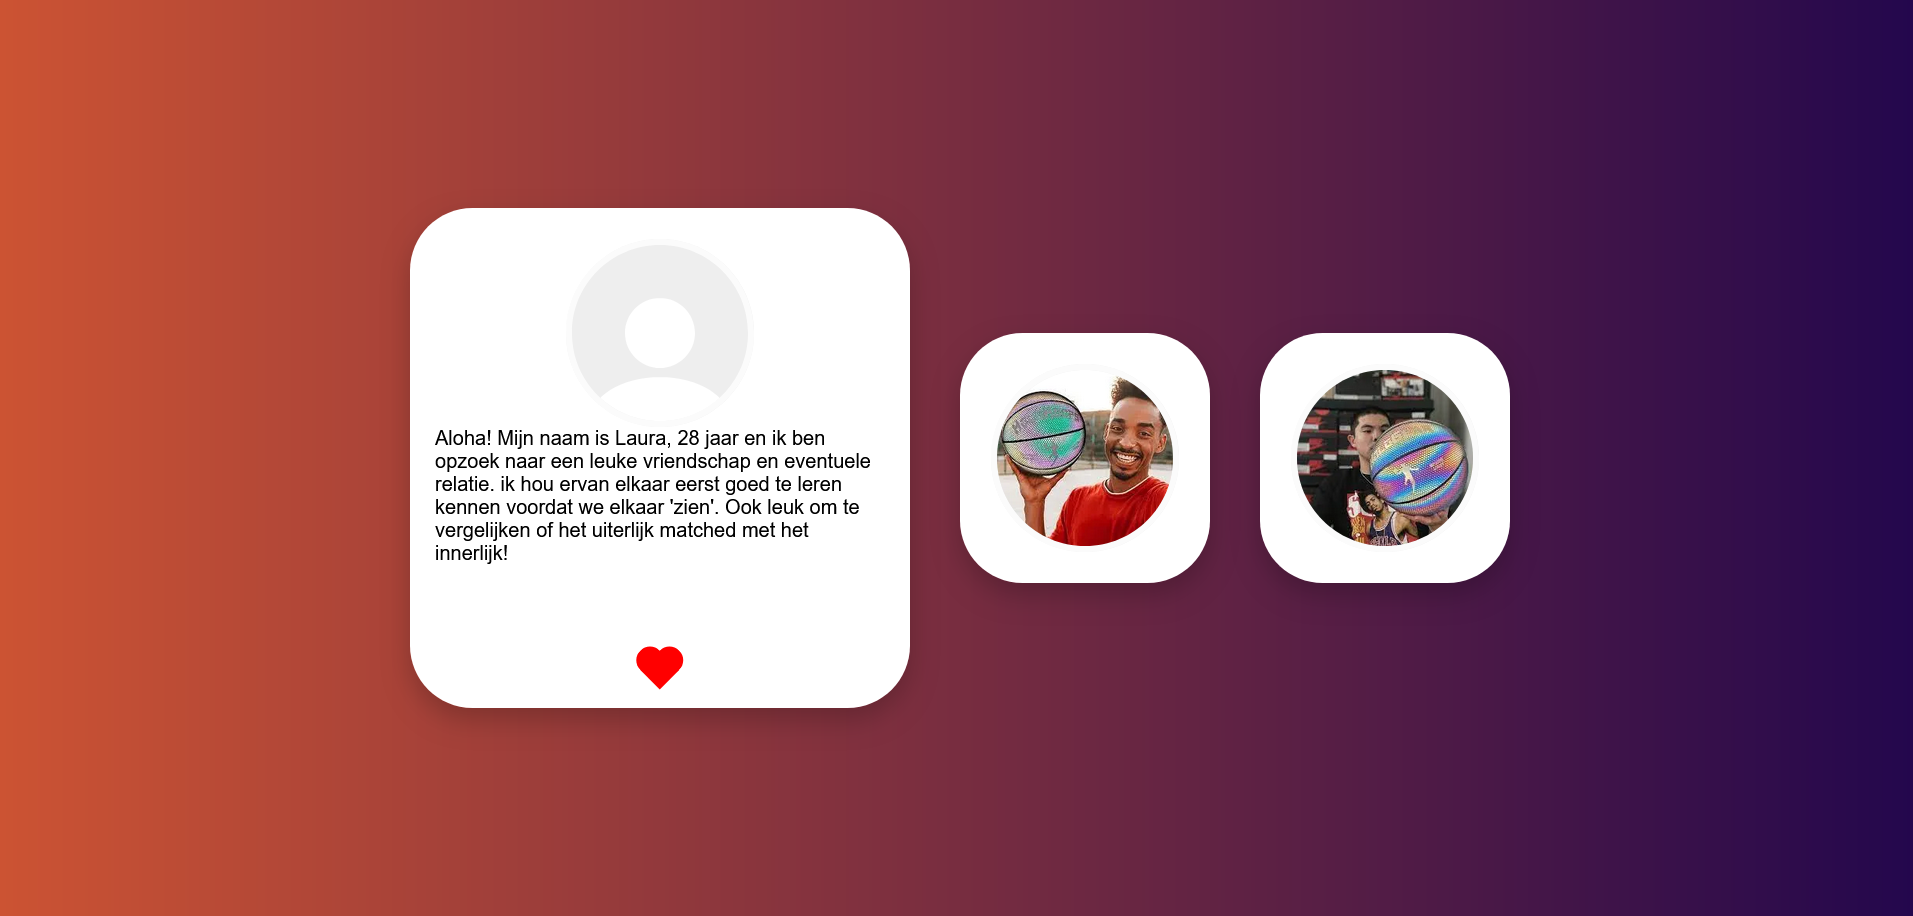 Aloha! Mijn naam is Laura, 28 jaar en ik ben
opzoek naar een leuke vriendschap en eventuele
relatie. ik hou ervan elkaar eerst goed te leren
kennen voordat we elkaar 'zien'. Ook leuk om te
vergelijken of het uiterlijk matched met het
innerlijk!